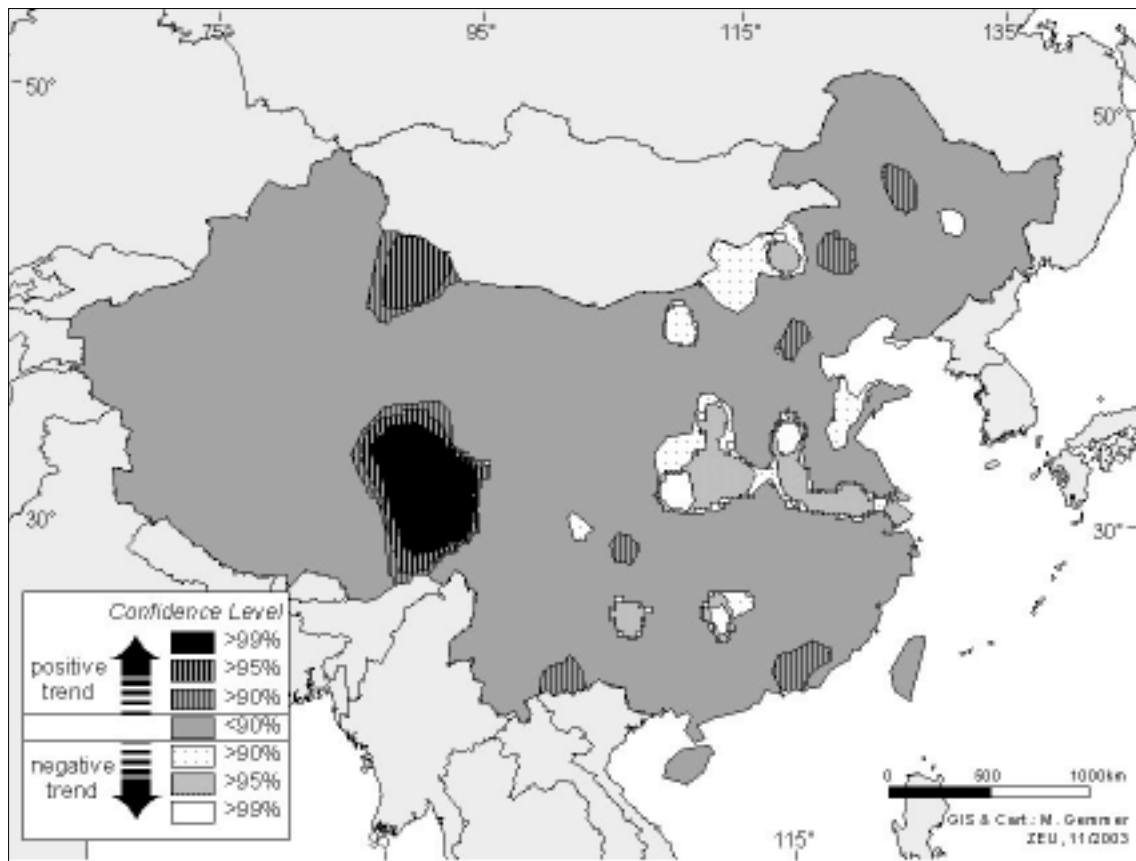 75° 95° 115° 135°
50° 50°
30° 30°
Confidence Level
>99%
positive trend
>95%
>90%
<90%
negative trend
>90%
>95%
>99%
0 500 1000km
GIS & Cart.: M. Gemmer
ZEU, 11/2003
95° 115°